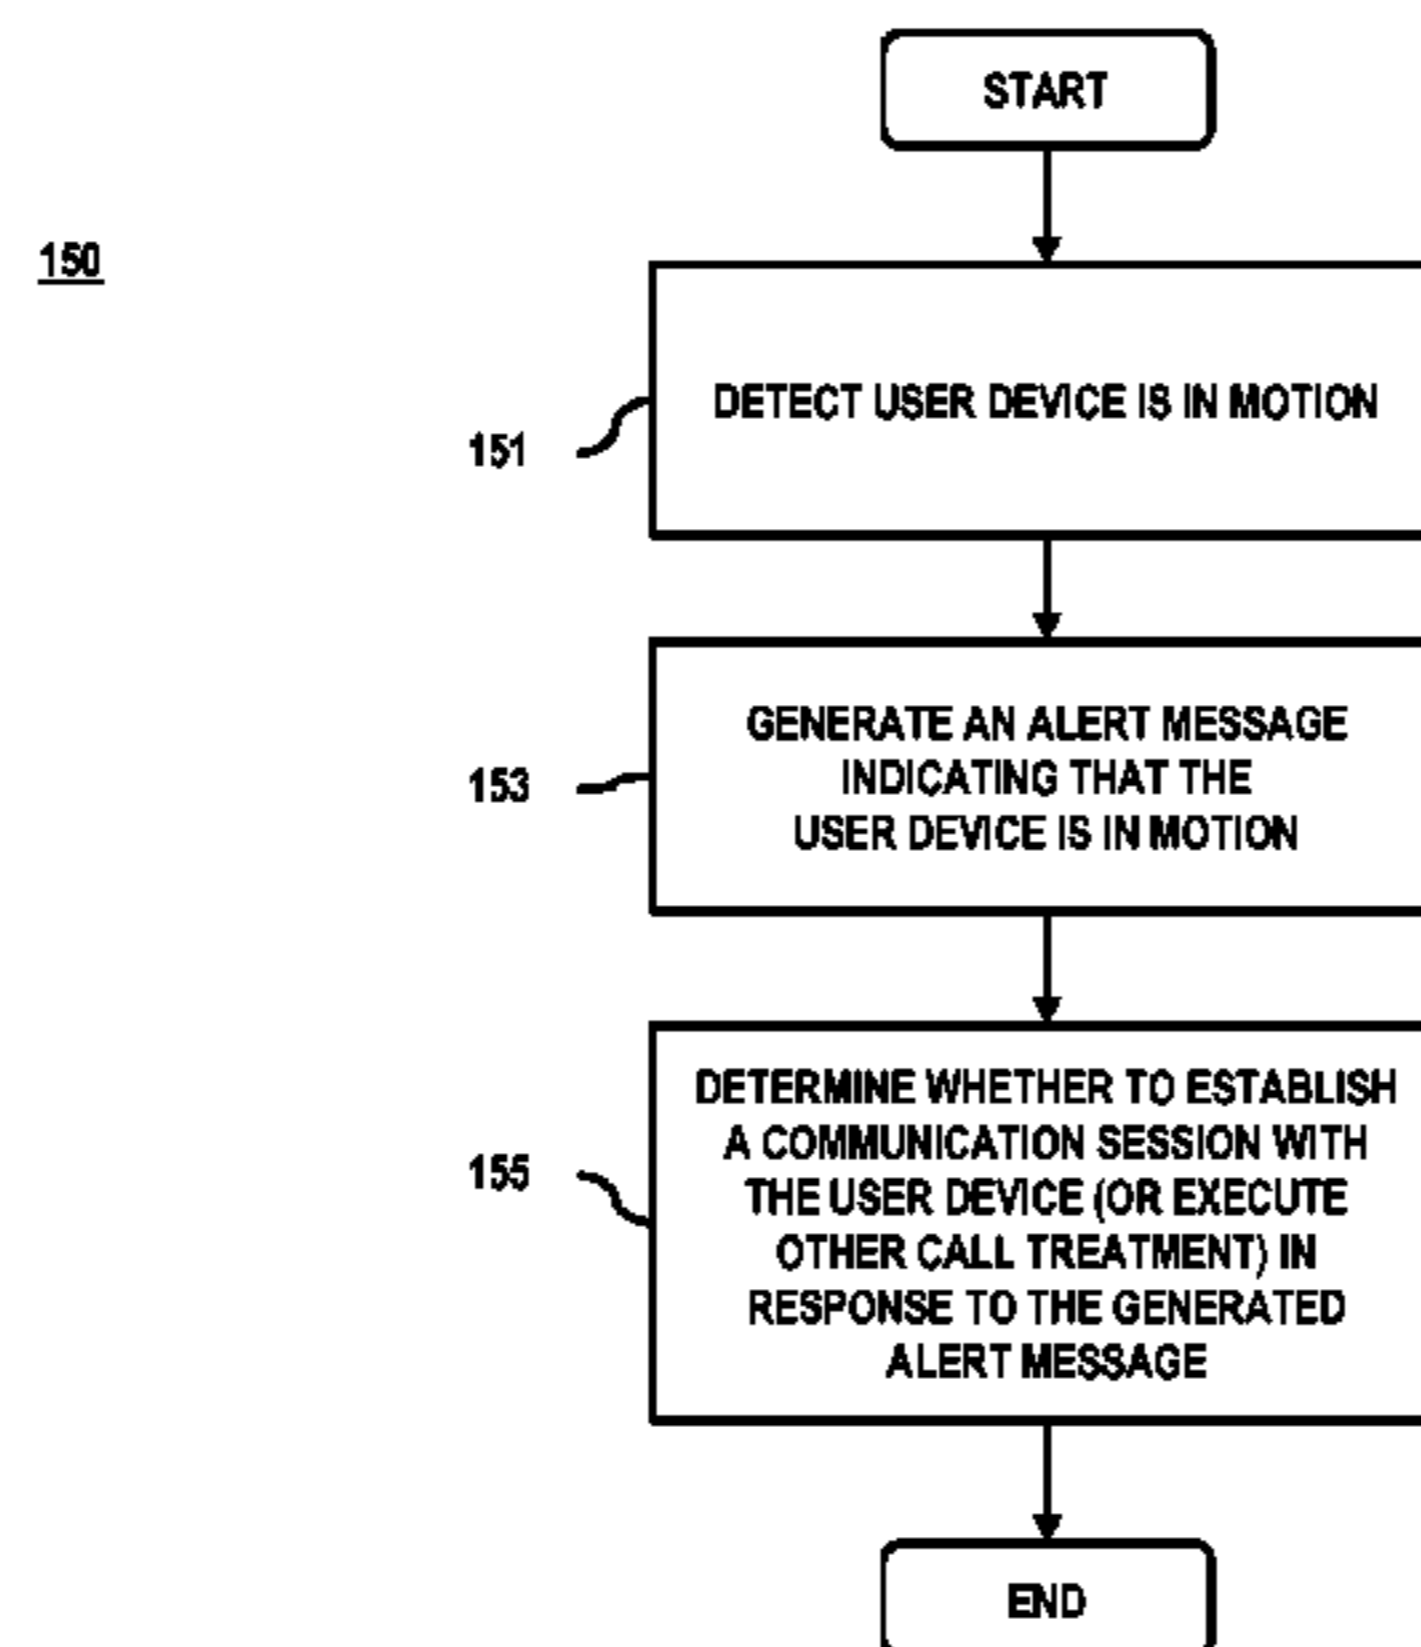 START
150
DETECT USER DEVICE IS IN MOTION
151
GENERATE AN ALERT MESSAGE
INDICATING THAT THE
USER DEVICE IS IN MOTION
153
DETERMINE WHETHER TO ESTABLISH
A COMMUNICATION SESSION WITH
THE USER DEVICE (OR EXECUTE
OTHER CALL TREATMENT) IN
RESPONSE TO THE GENERATED
ALERT MESSAGE
155
END